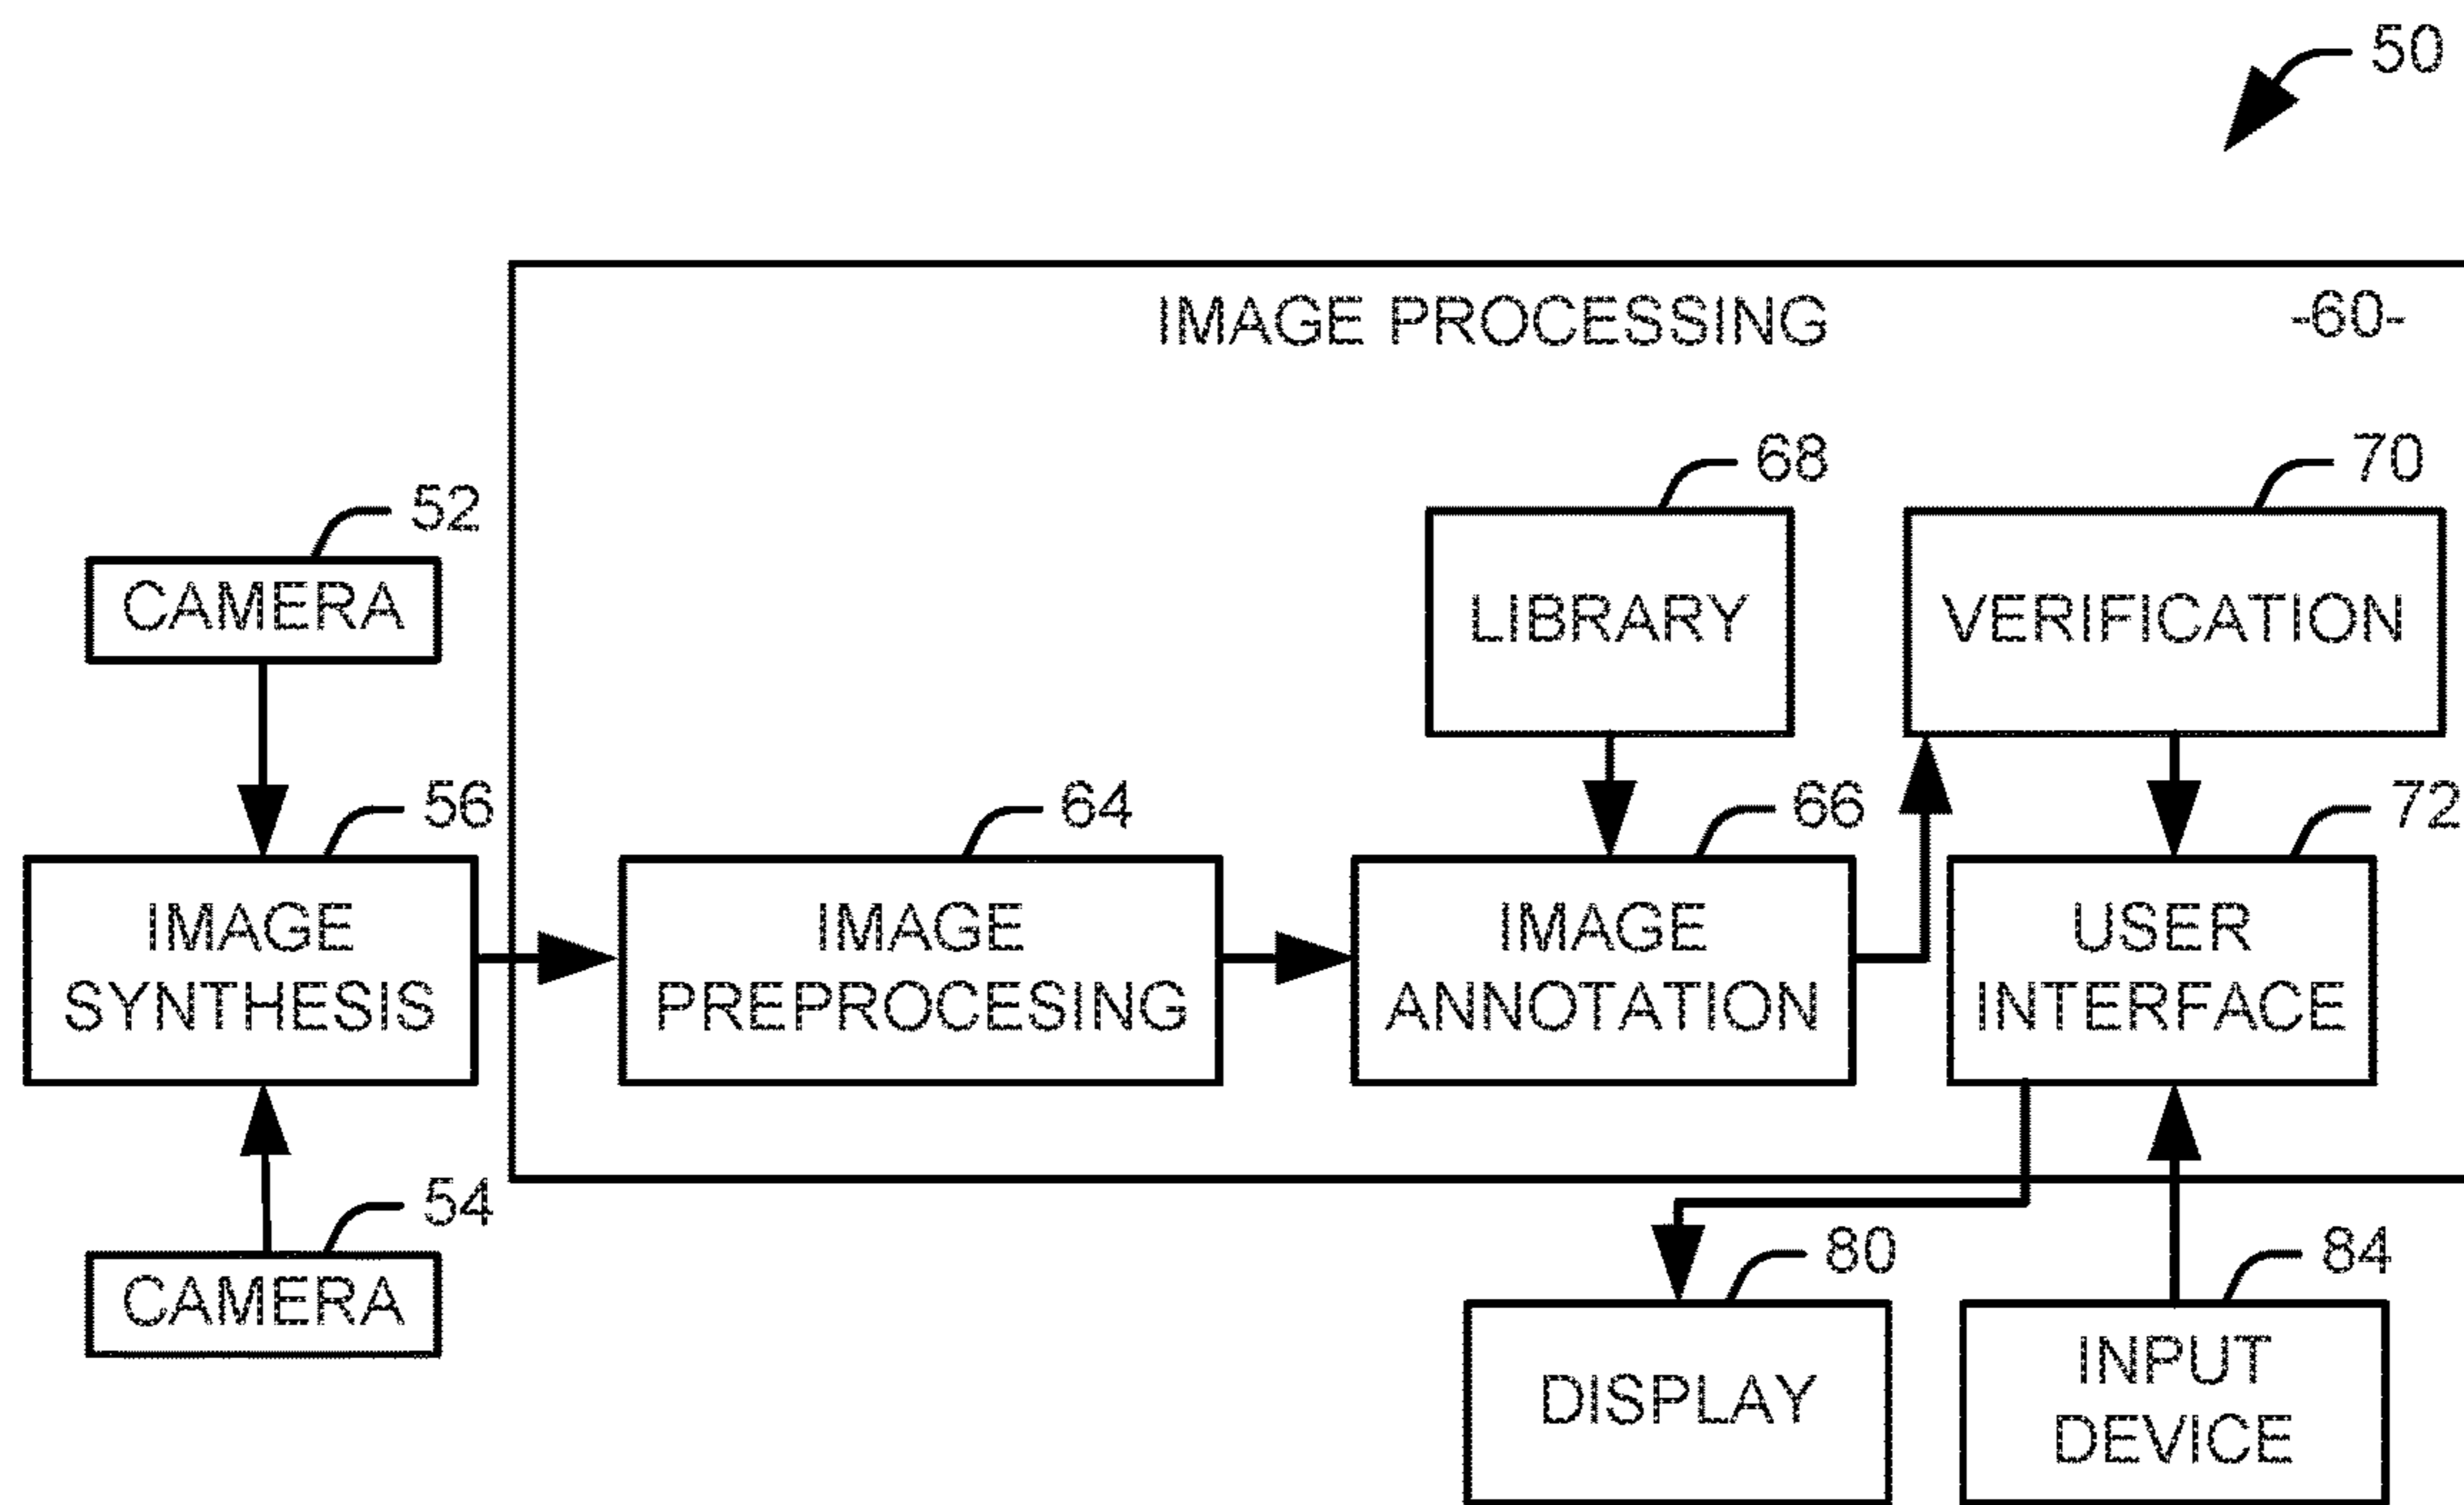 50
IMAGE PROCESSING
-60-
68
70
52
LIBRARY
VERIFICATION
CAMERA
56
64
66
72
IMAGE
SYNTHESIS
IMAGE
PREPROCESING
IMAGE
ANNOTATION
USER
INTERFACE
54
CAMERA
80
84
DISPLAY
INPUT
DEVICE